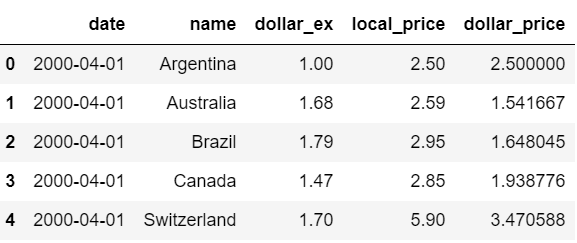 date name dollar_ex local_price dollar_price
0 2000-04-01 Argentina 1.00 2.50 2.500000
1 2000-04-01 Australia 1.68 2.59 1.541667
2 2000-04-01 Brazil 1.79 2.95 1.648045
3 2000-04-01 Canada 1.47 2.85 1.938776
4 2000-04-01 Switzerland 1.70 5.90 3.470588